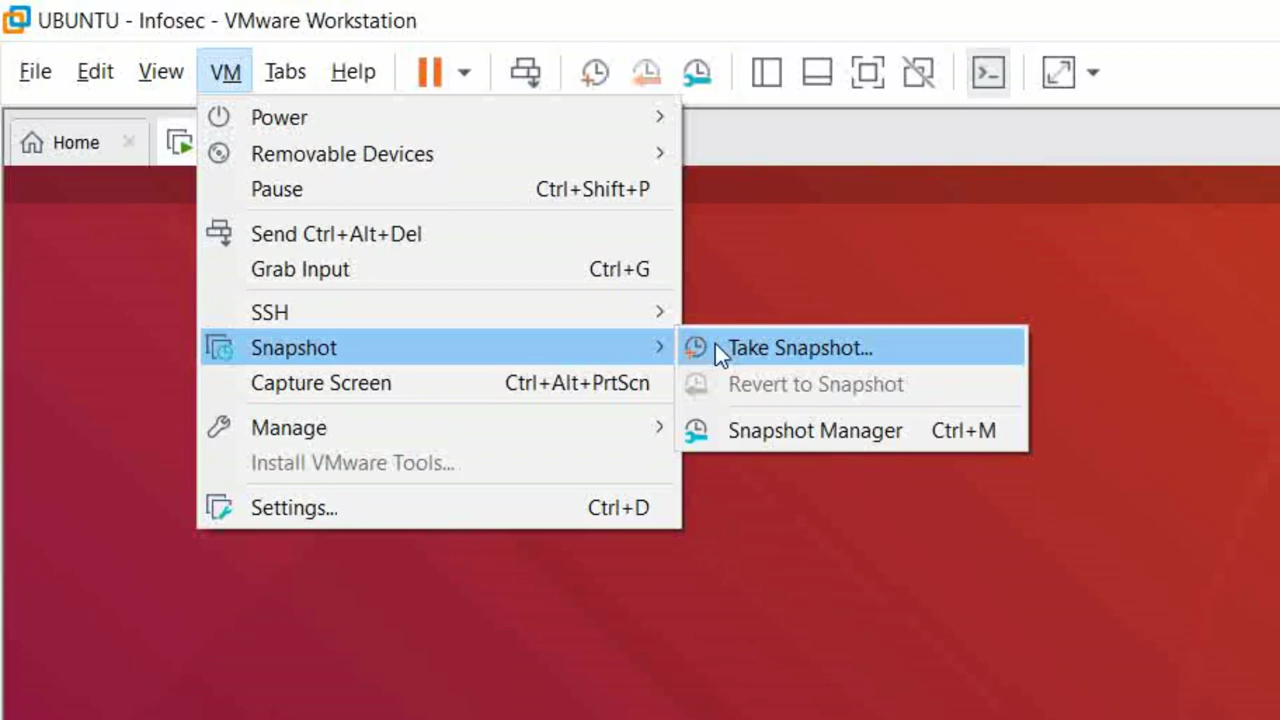 UBUNTU - Infosec - VMware Workstation
File Edit View VM Tabs Help
Home
Power
Removable Devices
Pause Ctrl+Shift+P
Send Ctrl+Alt+Del
Grab Input Ctrl+G
SSH
Snapshot
Take Snapshot...
Capture Screen Ctrl+Alt+PrtScn
Revert to Snapshot
Manage
Snapshot Manager Ctrl+M
Install VMware Tools...
Settings... Ctrl+D